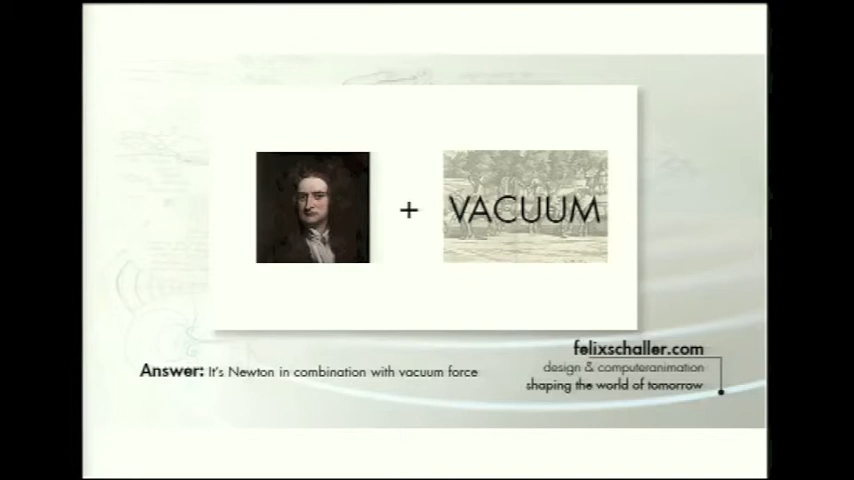 + VACUUM
felixschaller.com
Answer: It's Newton in combination with vacuum force
design & computeranimation
shaping the world of tomorrow